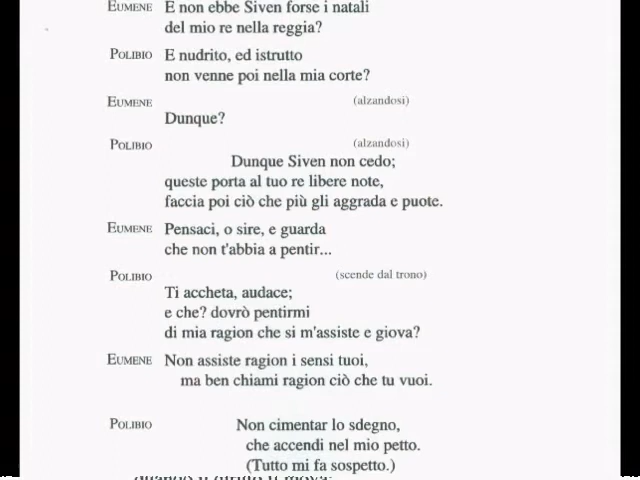 EUMENE E non ebbe Siven forse i natali
del mio re nella reggia?
POLIBIO E nudrito, ed istrutto
non venne poi nella mia corte?
EUMENE (alzandosi)
Dunque?
POLIBIO (alzandosi)
Dunque Siven non cedo;
queste porta al tuo re libere note,
faccia poi ciò che più gli aggrada e puote.
EUMENE Pensaci, o sire, e guarda
che non t'abbia a pentir...
POLIBIO (scende dal trono)
Ti accheta, audace;
e che? dovrò pentirmi
di mia ragion che sì m'assiste e giova?
EUMENE Non assiste ragion i sensi tuoi,
ma ben chiami ragion ciò che tu vuoi.
POLIBIO Non cimentar lo sdegno,
che accendi nel mio petto.
(Tutto mi fa sospetto.)